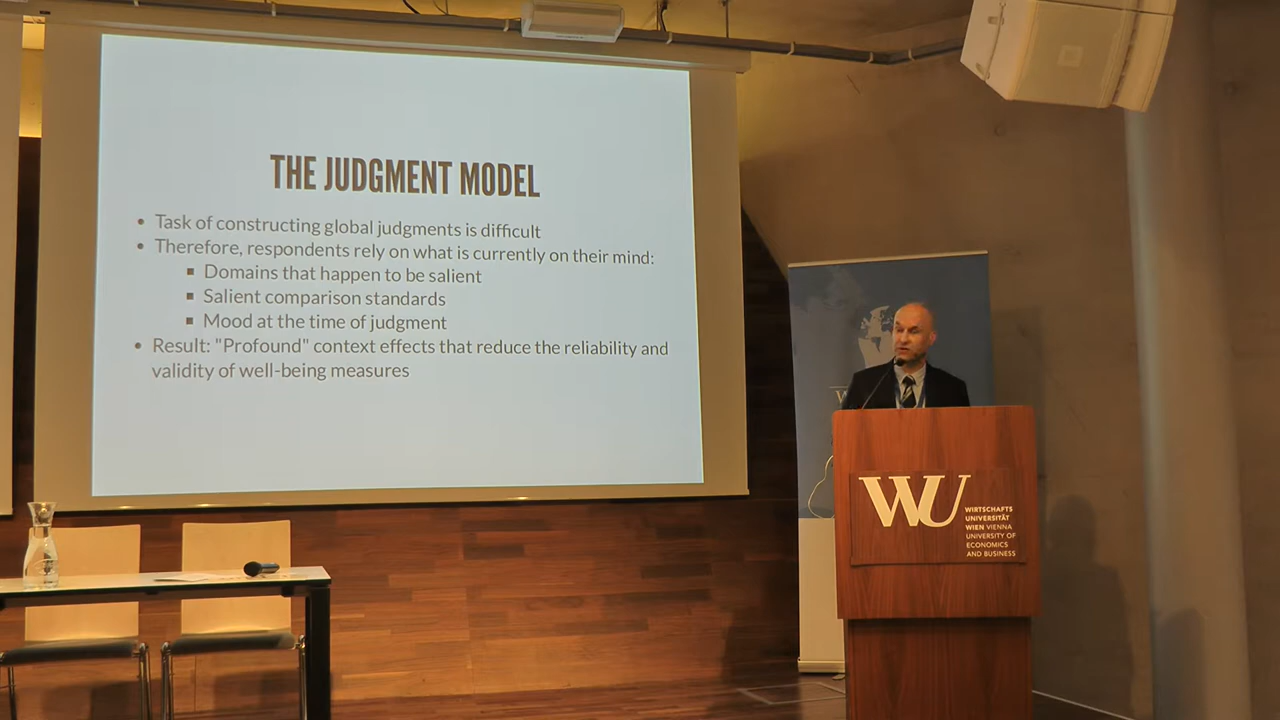 THE JUDGMENT MODEL
• Task of constructing global judgments is difficult
• Therefore, respondents rely on what is currently on their mind:
▪ Domains that happen to be salient
▪ Salient comparison standards
▪ Mood at the time of judgment
• Result: "Profound" context effects that reduce the reliability and
validity of well-being measures
WU
WIRTSCHAFTS
UNIVERSITÄT
WIEN VIENNA
UNIVERSITY OF
ECONOMICS
AND BUSINESS